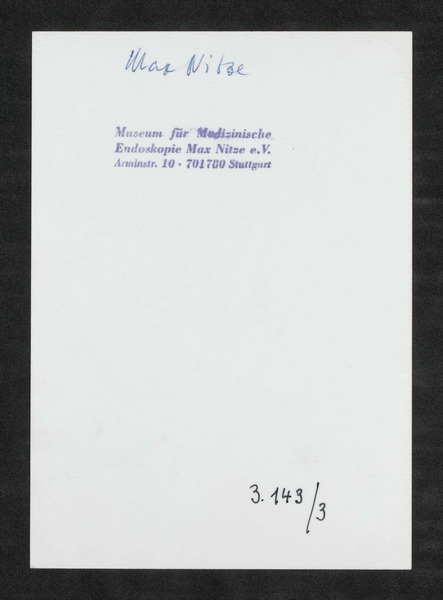 Max Nitze
Museum für Medizinische
Endoskopie Max Nitze e.V.
Arminstr. 10 · 701780 Stuttgart
3.143/3